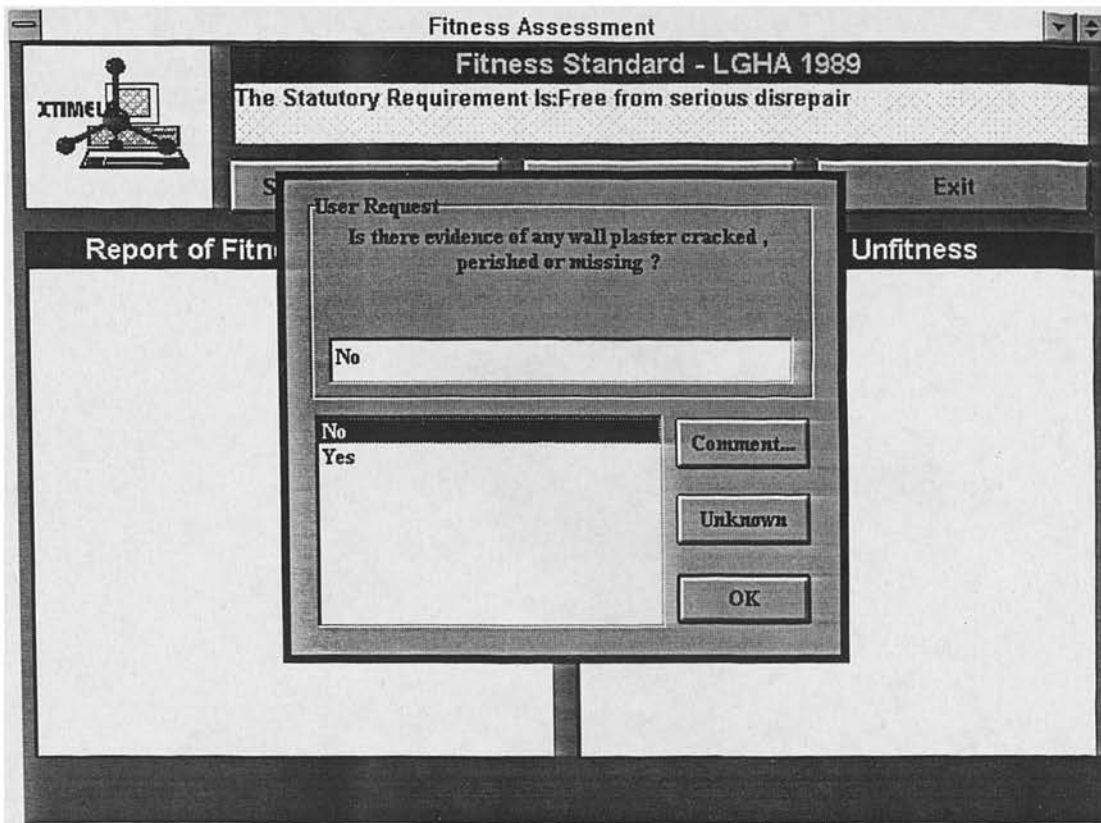 Fitness Assessment
Fitness Standard - LGHA 1989
The Statutory Requirement Is:Free from serious disrepair
XTIMEL
Exit
User Request
Is there evidence of any wall plaster cracked ,
perished or missing ?
No
No
Yes
Comment...
Unknown
OK
Report of Fitn
Unfitness